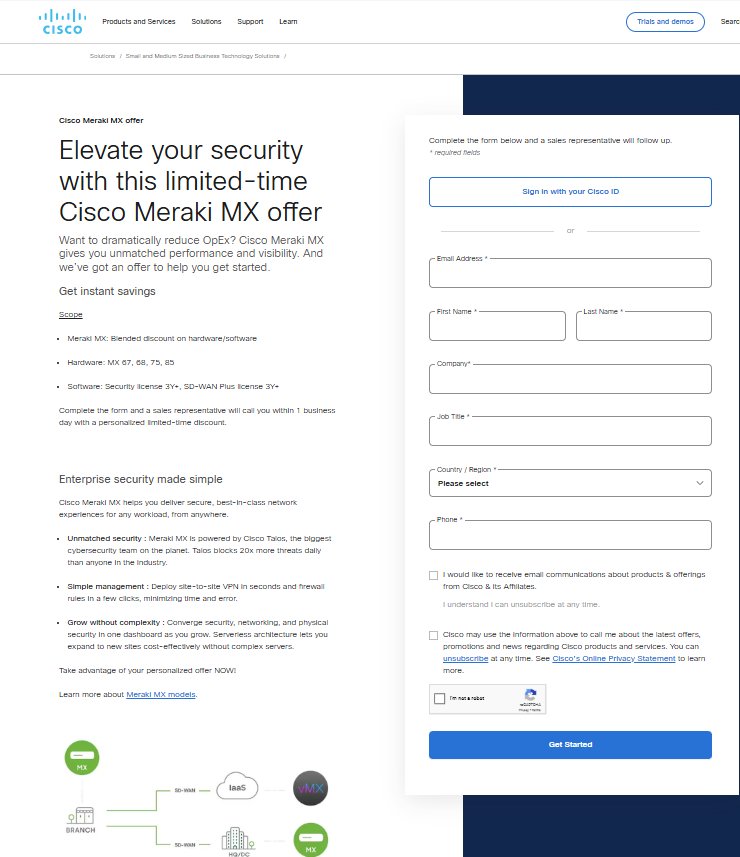 CISCO
Products and Services
Solutions
Support
Learn
Trials and demos
Searc
Solutions / Small and Medium Sized Business Technology Solutions /
Cisco Meraki MX offer
Elevate your security
with this limited-time
Cisco Meraki MX offer
Want to dramatically reduce OpEx? Cisco Meraki MX
gives you unmatched performance and visibility. And
we've got an offer to help you get started.
Get instant savings
Scope
• Meraki MX: Blended discount on hardware/software
• Hardware: MX 67, 68, 75, 85
• Software: Security license 3Y+, SD-WAN Plus license 3Y+
Complete the form and a sales representative will call you within 1 business
day with a personalized limited-time discount.
Enterprise security made simple
Cisco Meraki MX helps you deliver secure, best-in-class network
experiences for any workload, from anywhere.
• Unmatched security : Meraki MX is powered by Cisco Talos, the biggest
cybersecurity team on the planet. Talos blocks 20x more threats daily
than anyone in the industry.
• Simple management : Deploy site-to-site VPN in seconds and firewall
rules in a few clicks, minimizing time and error.
• Grow without complexity : Converge security, networking, and physical
security in one dashboard as you grow. Serverless architecture lets you
expand to new sites cost-effectively without complex servers.
Take advantage of your personalized offer NOW!
Learn more about Meraki MX models.
MX
BRANCH
SD-WAN
IaaS
vMX
SD-WAN
HQ/DC
MX
Complete the form below and a sales representative will follow up.
* required fields
Sign in with your Cisco ID
or
Email Address *
First Name *
Last Name *
Company*
Job Title *
Country / Region *
Please select
Phone *
I would like to receive email communications about products & offerings
from Cisco & its Affiliates.
I understand I can unsubscribe at any time.
Cisco may use the information above to call me about the latest offers,
promotions and news regarding Cisco products and services. You can
unsubscribe at any time. See Cisco's Online Privacy Statement to learn
more.
I'm not a robot
reCAPTCHA
Privacy - Terms
Get Started